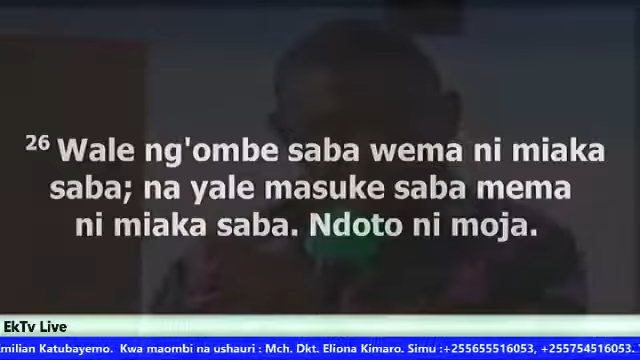 26 Wale ng'ombe saba wema ni miaka
saba; na yale masuke saba mema
ni miaka saba. Ndoto ni moja.
EkTv Live
Emilian Katubayemo. Kwa maombi na ushauri : Mch. Dkt. Eliona Kimaro. Simu :+255655516053, +255754516053.